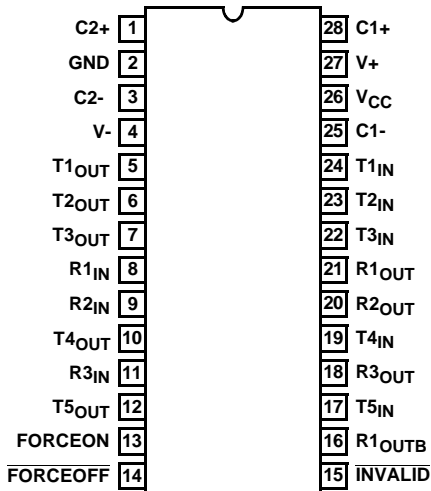 C2+ 1 28 C1+
GND 2 27 V+
C2- 3 26 VCC
V- 4 25 C1-
T1OUT 5 24 T1IN
T2OUT 6 23 T2IN
T3OUT 7 22 T3IN
R1IN 8 21 R1OUT
R2IN 9 20 R2OUT
T4OUT 10 19 T4IN
R3IN 11 18 R3OUT
T5OUT 12 17 T5IN
FORCEON 13 16 R1OUTB
FORCEOFF 14 15 INVALID